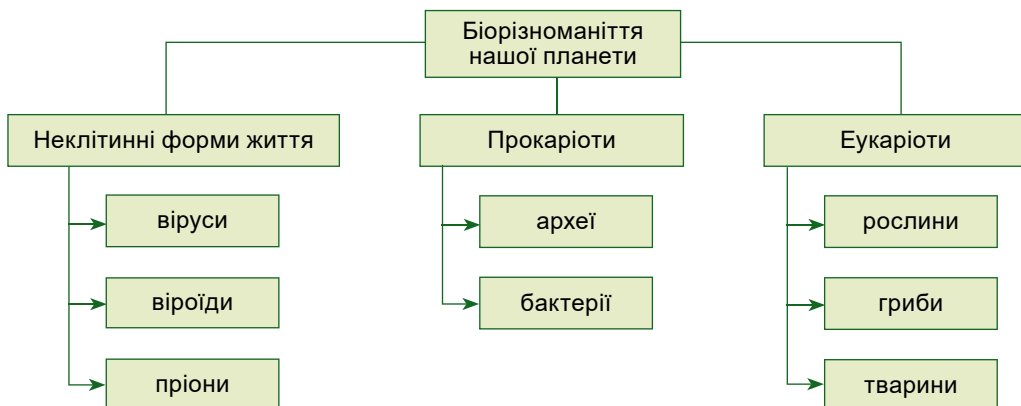 Біорізноманіття
нашої планети
Неклітинні форми життя
Прокаріоти
Еукаріоти
віруси
археї
рослини
віроїди
бактерії
гриби
пріони
тварини